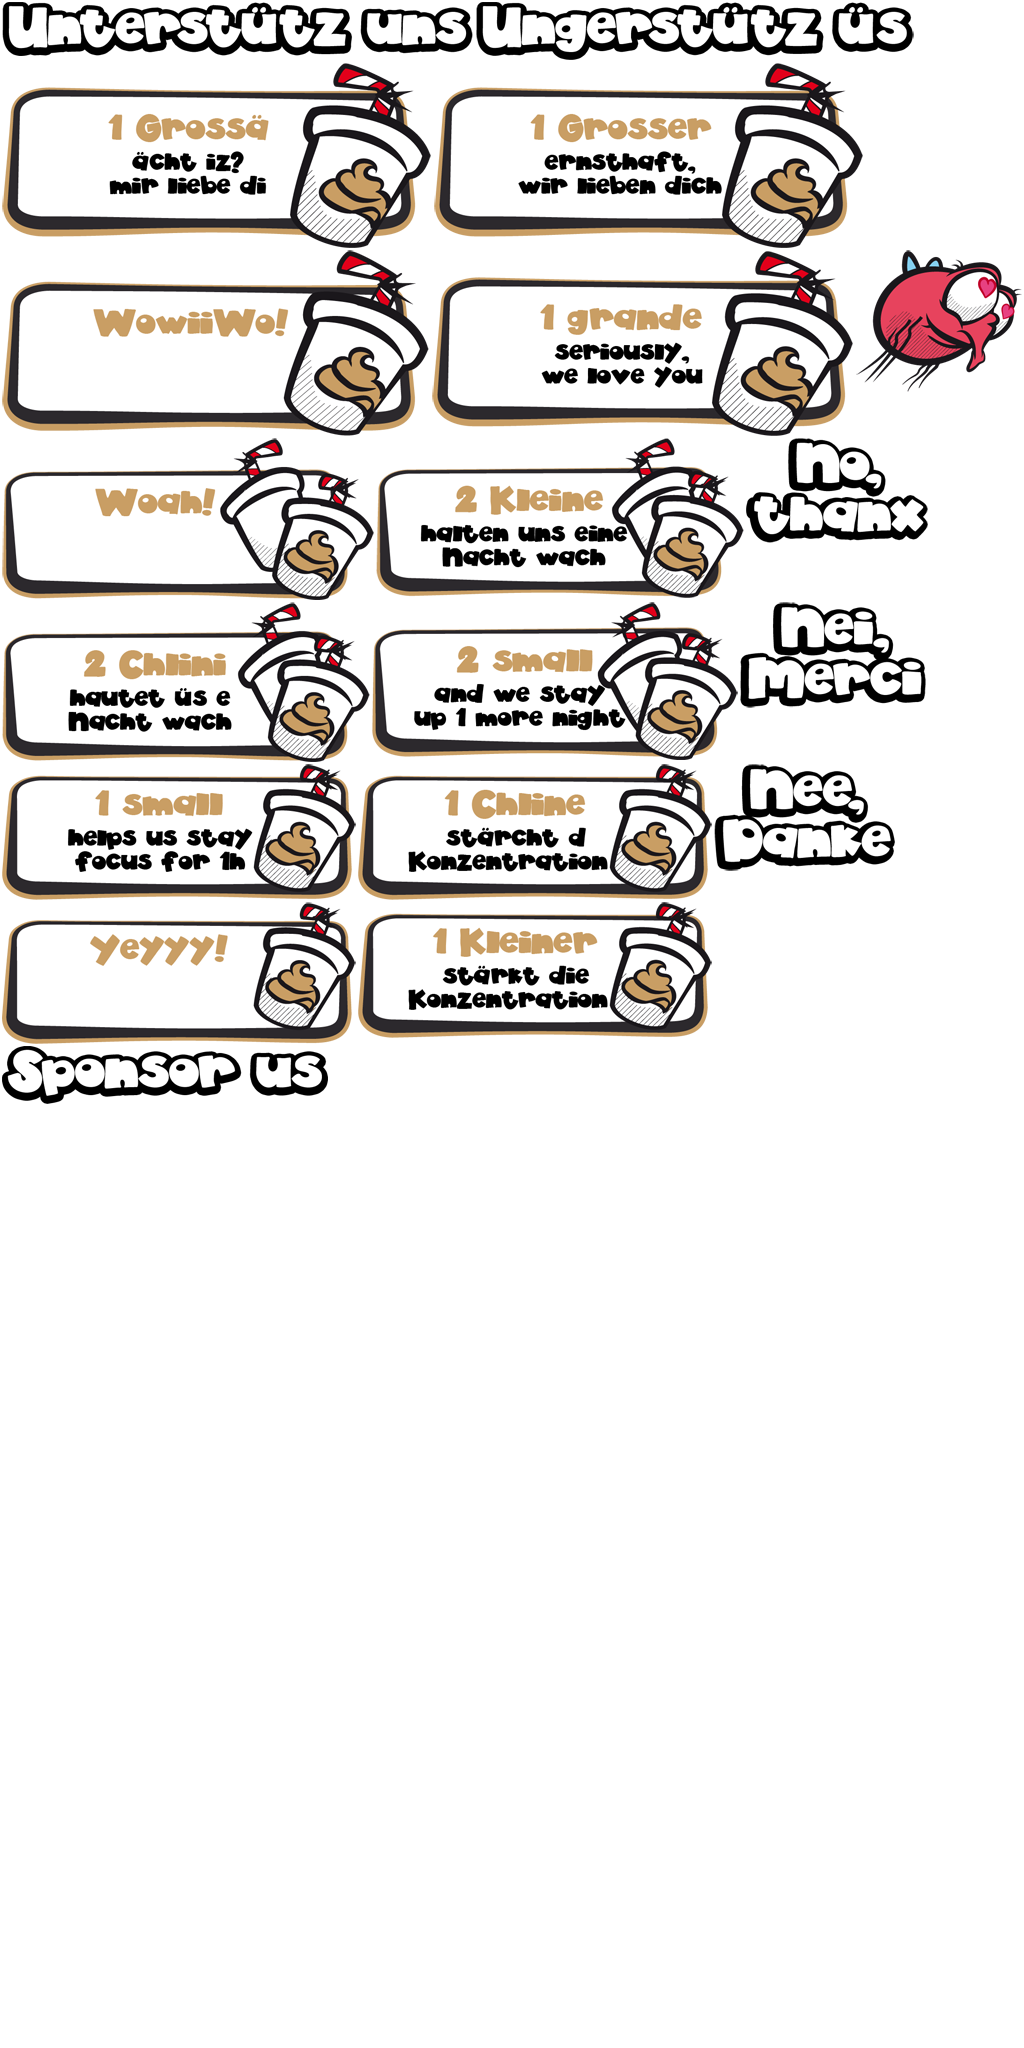 Unterstütz uns
Ungerstütz üs
1 Grossä
ächt iz?
mir liebe di
1 Grosser
ernsthaft,
wir lieben dich
WowiiWo!
1 grande
seriously,
we love you
Woah!
2 Kleine
halten uns eine
Nacht wach
No,
thanx
2 Chlini
hautet üs e
Nacht wach
2 small
and we stay
up 1 more night
Nei,
Merci
1 small
helps us stay
focus for 1h
1 Chline
stärcht d
Konzentration
Nee,
Danke
Yeyyy!
1 Kleiner
stärkt die
Konzentration
Sponsor us